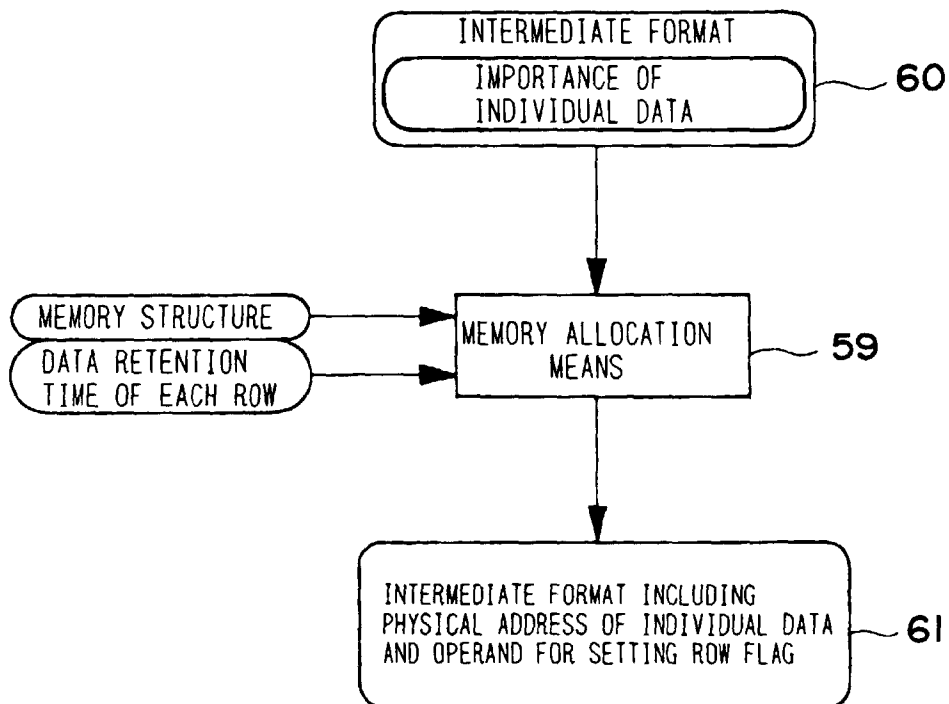 INTERMEDIATE FORMAT
IMPORTANCE OF
INDIVIDUAL DATA
60
MEMORY STRUCTURE
DATA RETENTION
TIME OF EACH ROW
MEMORY ALLOCATION
MEANS
59
INTERMEDIATE FORMAT INCLUDING
PHYSICAL ADDRESS OF INDIVIDUAL DATA
AND OPERAND FOR SETTING ROW FLAG
61